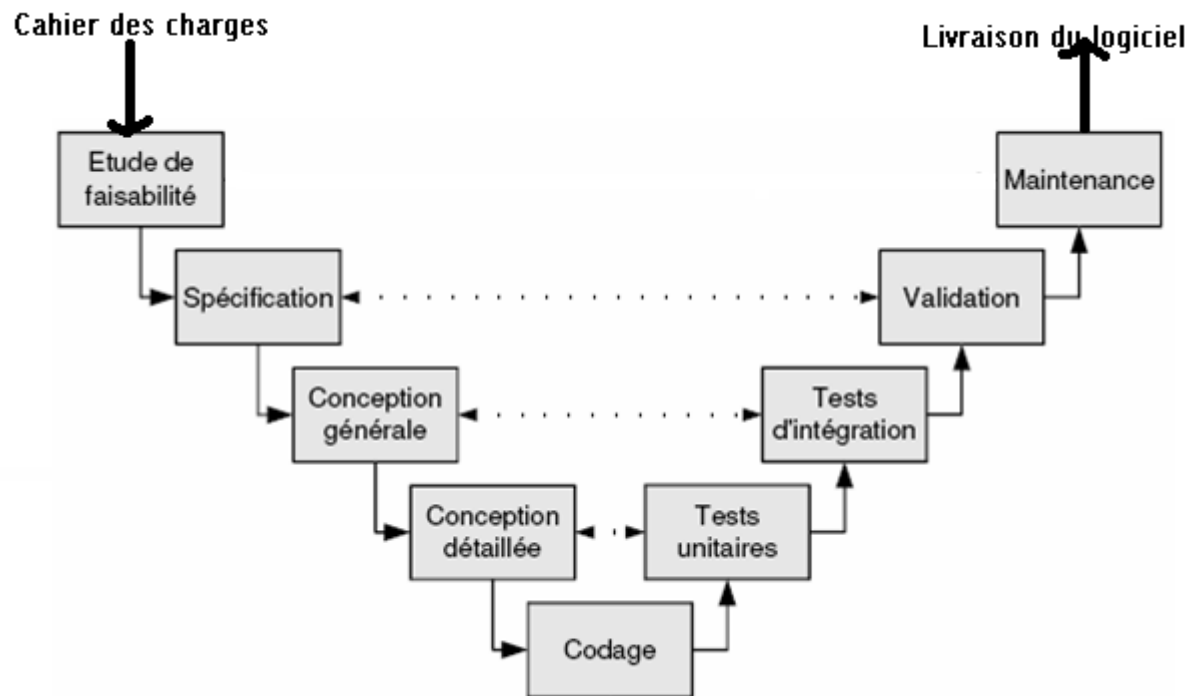 Cahier des charges
Livraison du logiciel
Etude de
faisabilité
Maintenance
Spécification
Validation
Conception
générale
Tests
d'intégration
Conception
détaillée
Tests
unitaires
Codage